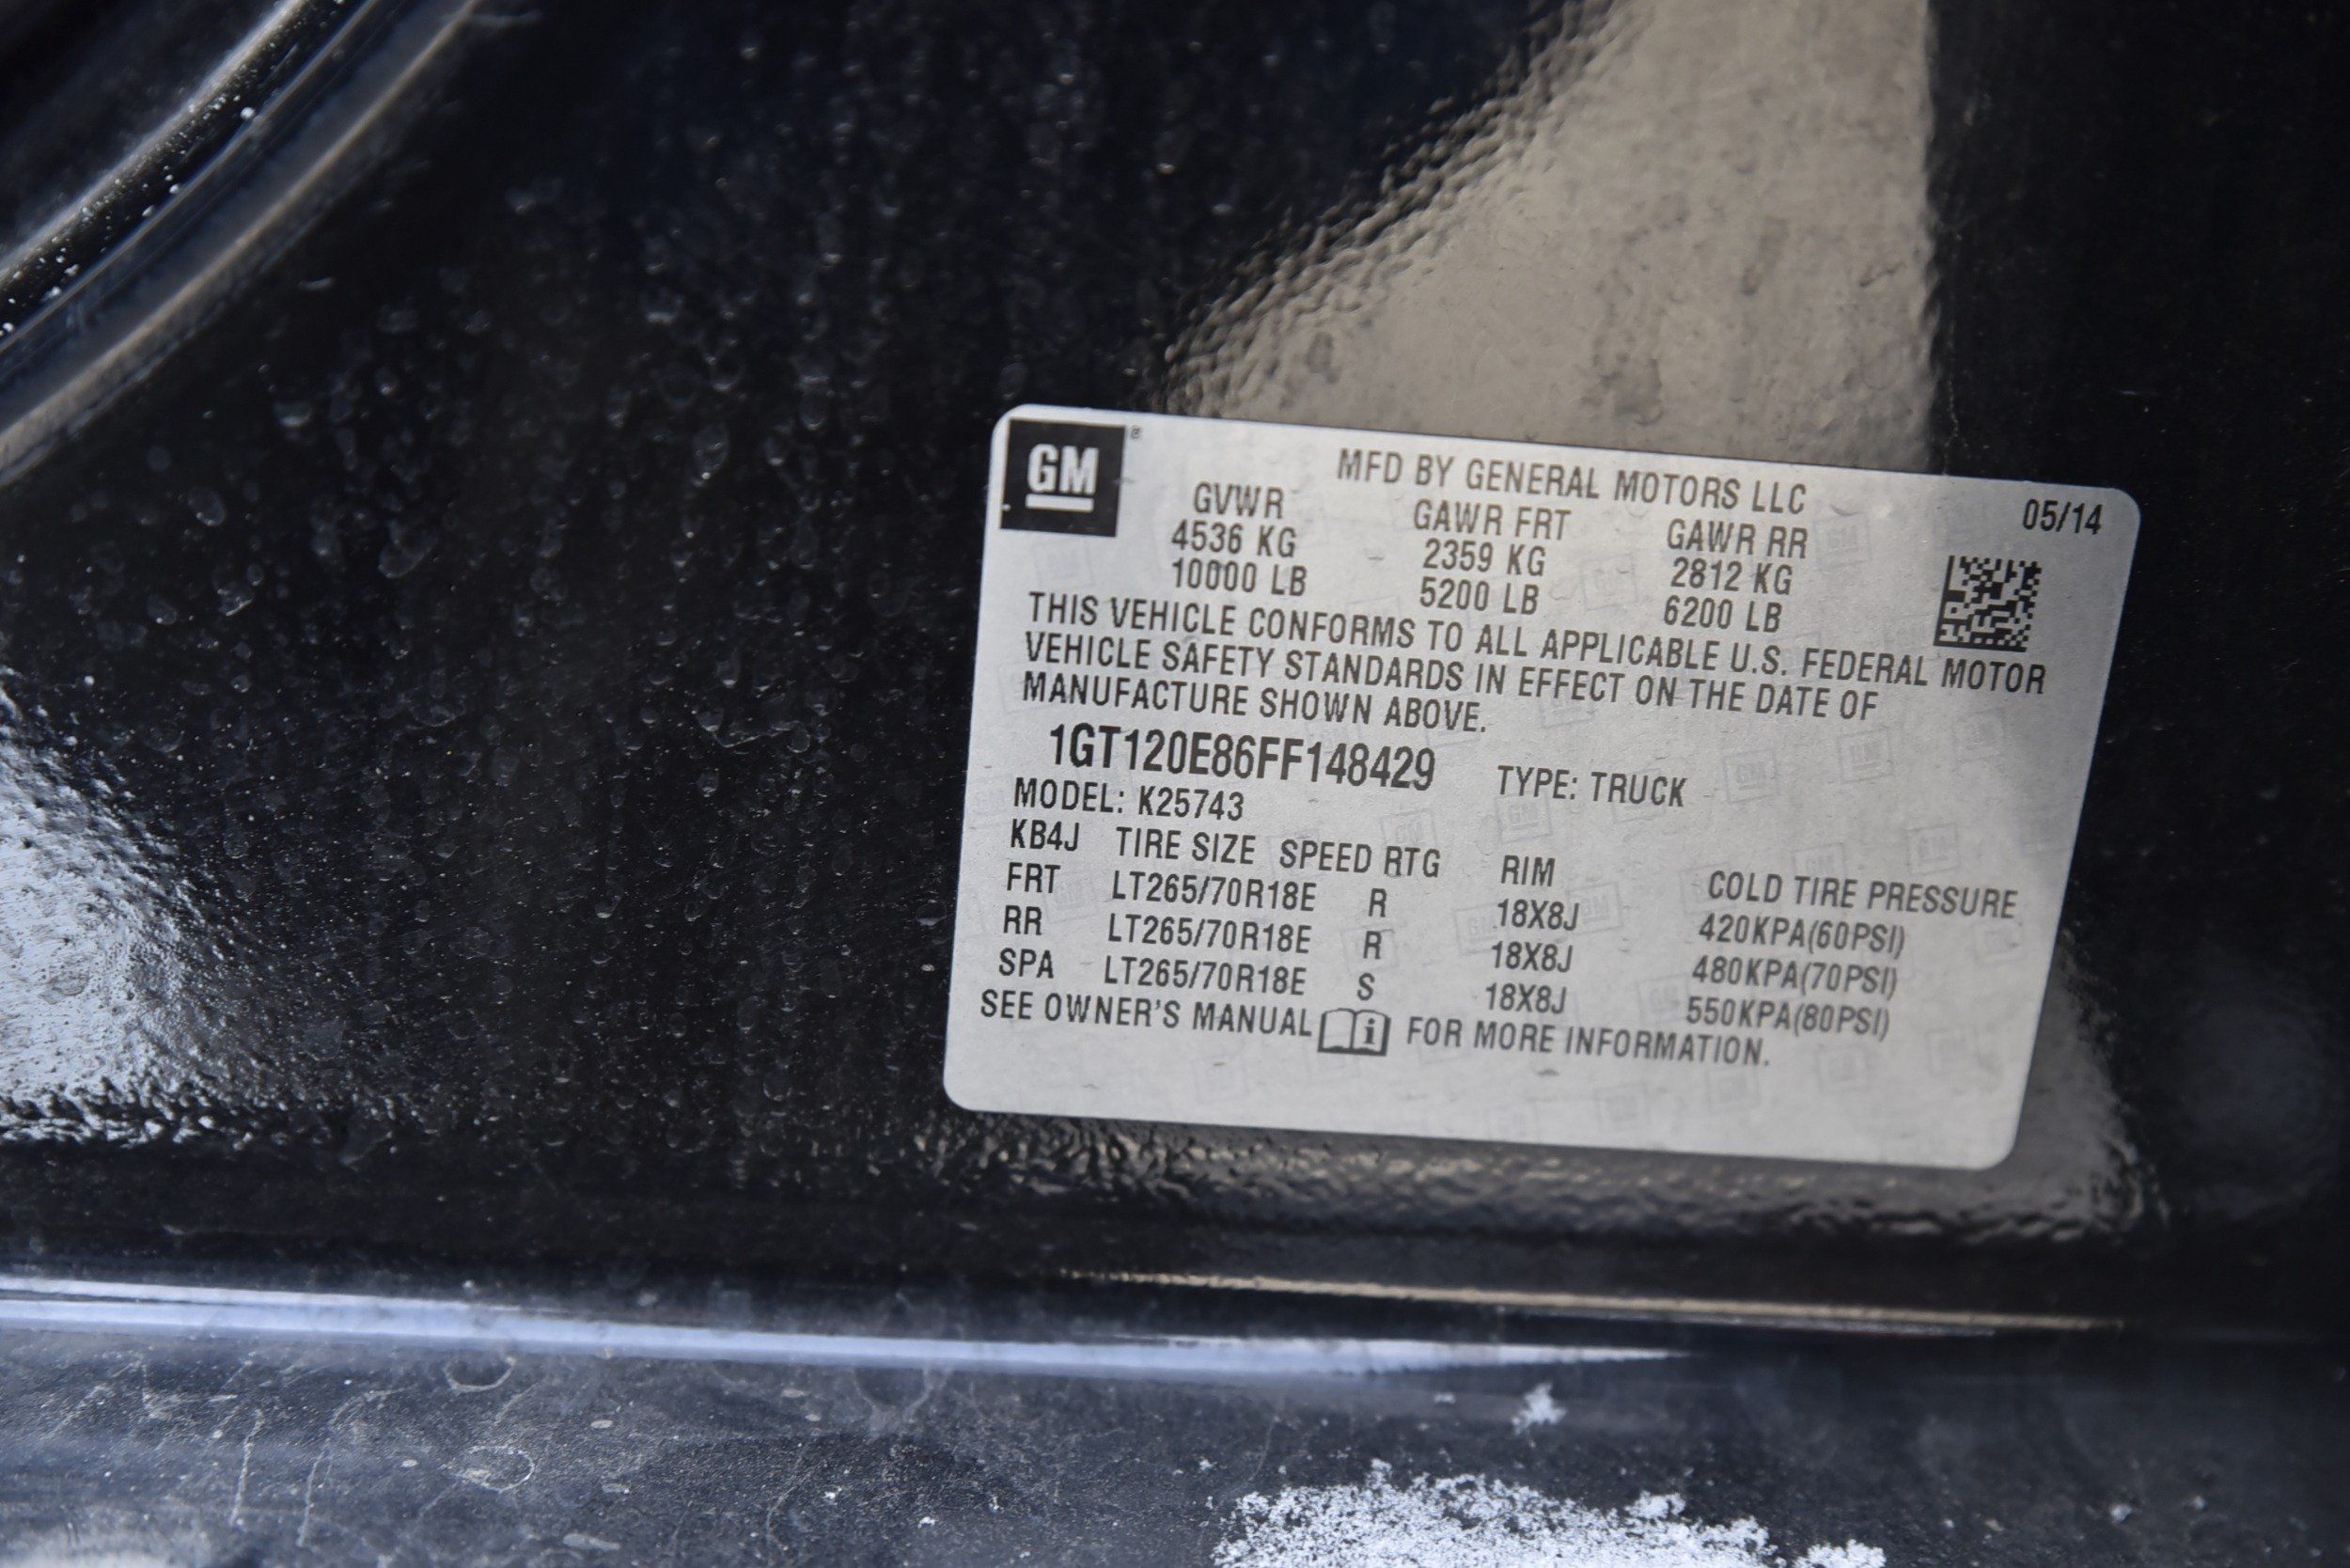 GM
MFD BY GENERAL MOTORS LLC
05/14
GVWR GAWR FRT GAWR RR
4536 KG 2359 KG 2812 KG
10000 LB 5200 LB 6200 LB
THIS VEHICLE CONFORMS TO ALL APPLICABLE U.S. FEDERAL MOTOR
VEHICLE SAFETY STANDARDS IN EFFECT ON THE DATE OF
MANUFACTURE SHOWN ABOVE.
1GT120E86FF148429 TYPE: TRUCK
MODEL: K25743
KB4J TIRE SIZE SPEED RTG RIM COLD TIRE PRESSURE
FRT LT265/70R18E R 18X8J 420KPA(60PSI)
RR LT265/70R18E R 18X8J 480KPA(70PSI)
SPA LT265/70R18E S 18X8J 550KPA(80PSI)
SEE OWNER'S MANUAL FOR MORE INFORMATION.